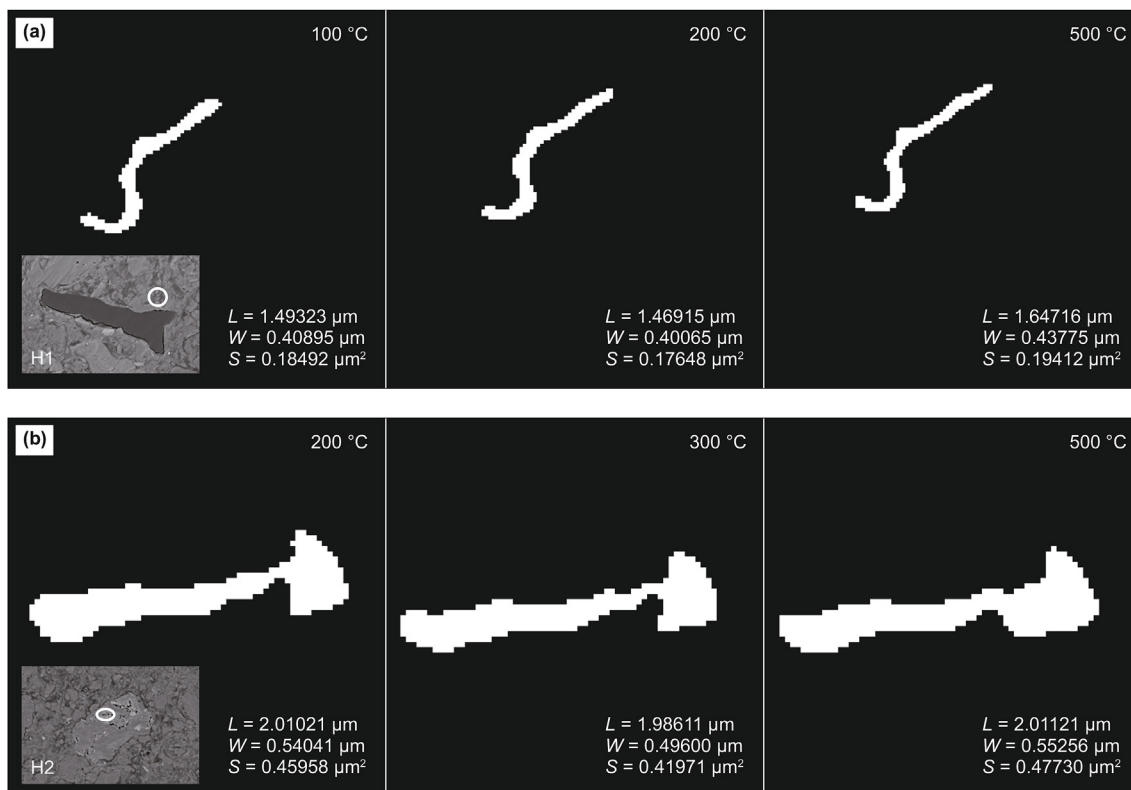 (a)
100 °C
200 °C
500 °C
H1
L = 1.49323 μm
W = 0.40895 μm
S = 0.18492 μm²
L = 1.46915 μm
W = 0.40065 μm
S = 0.17648 μm²
L = 1.64716 μm
W = 0.43775 μm
S = 0.19412 μm²
(b)
200 °C
300 °C
500 °C
H2
L = 2.01021 μm
W = 0.54041 μm
S = 0.45958 μm²
L = 1.98611 μm
W = 0.49600 μm
S = 0.41971 μm²
L = 2.01121 μm
W = 0.55256 μm
S = 0.47730 μm²